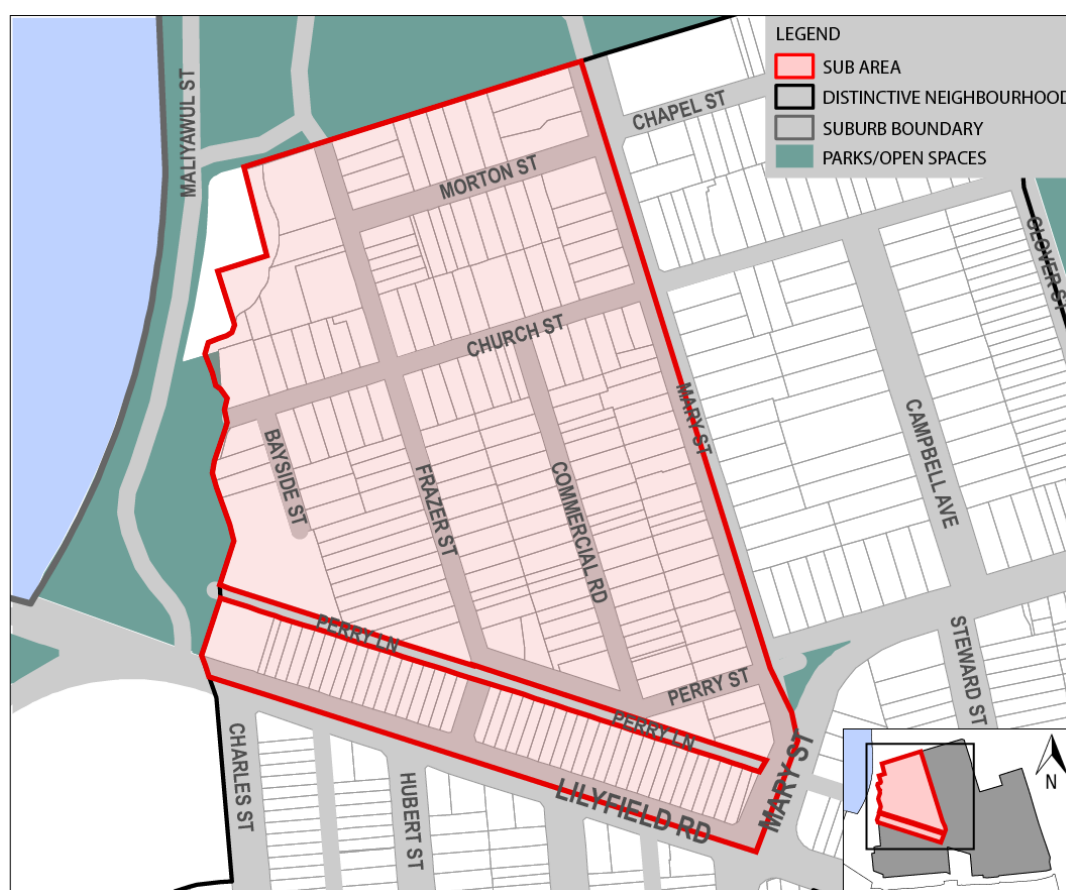 LEGEND
SUB AREA
DISTINCTIVE NEIGHBOURHOOD
SUBURB BOUNDARY
PARKS/OPEN SPACES
MALIYAWUL ST
CHAPEL ST
MORTON ST
GLOVER ST
CHURCH ST
MARY ST
CAMPBELL AVE
BAYSIDE ST
FRAZER ST
COMMERCIAL RD
PERRY LN
STEWARD ST
PERRY ST
PERRY LN
MARY ST
CHARLES ST
HUBERT ST
LILYFIELD RD
N